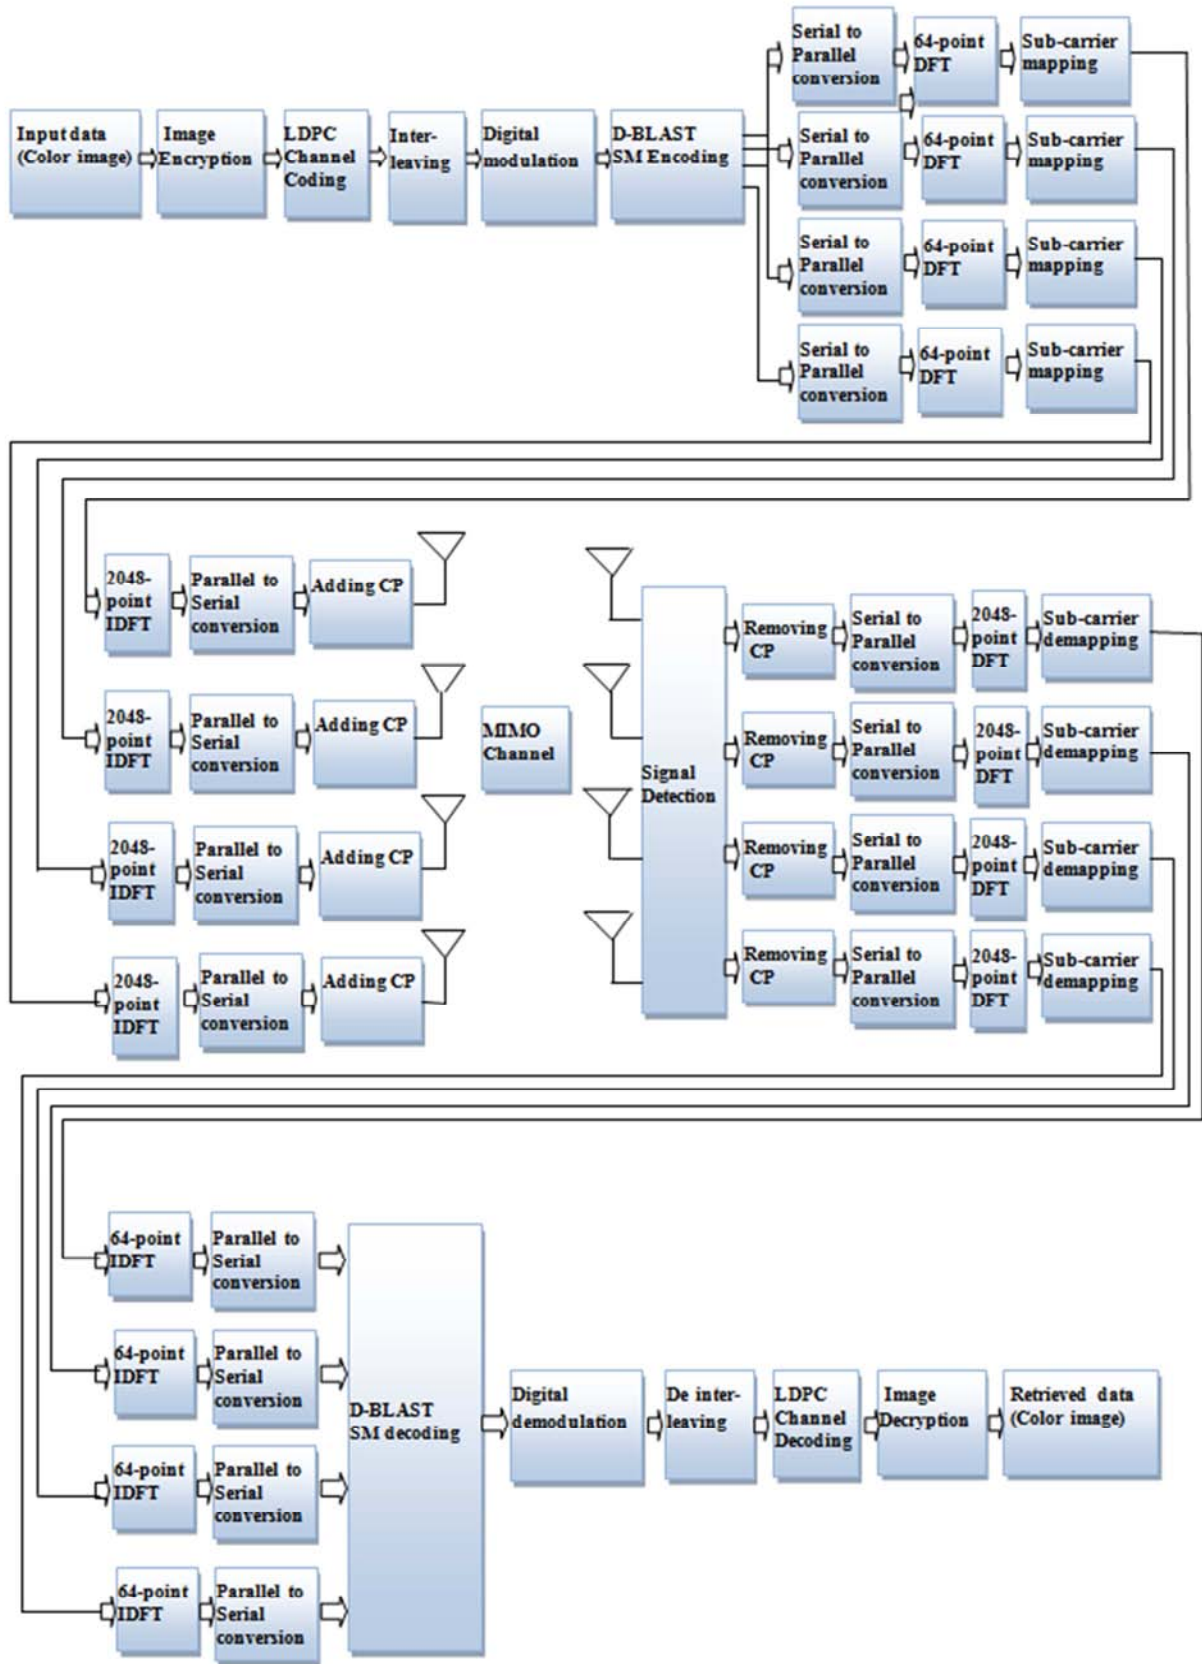 Input data
(Color image)
Image
Encryption
LDPC
Channel
Coding
Inter-
leaving
Digital
modulation
D-BLAST
SM Encoding
Serial to
Parallel
conversion
64-point
DFT
Sub-carrier
mapping
Serial to
Parallel
conversion
64-point
DFT
Sub-carrier
mapping
Serial to
Parallel
conversion
64-point
DFT
Sub-carrier
mapping
Serial to
Parallel
conversion
64-point
DFT
Sub-carrier
mapping
2048-
point
IDFT
Parallel to
Serial
conversion
Adding CP
2048-
point
IDFT
Parallel to
Serial
conversion
Adding CP
2048-
point
IDFT
Parallel to
Serial
conversion
Adding CP
2048-
point
IDFT
Parallel to
Serial
conversion
Adding CP
MIMO
Channel
Signal
Detection
Removing
CP
Serial to
Parallel
conversion
2048-
point
DFT
Sub-carrier
demapping
Removing
CP
Serial to
Parallel
conversion
2048-
point
DFT
Sub-carrier
demapping
Removing
CP
Serial to
Parallel
conversion
2048-
point
DFT
Sub-carrier
demapping
Removing
CP
Serial to
Parallel
conversion
2048-
point
DFT
Sub-carrier
demapping
64-point
IDFT
Parallel to
Serial
conversion
64-point
IDFT
Parallel to
Serial
conversion
64-point
IDFT
Parallel to
Serial
conversion
64-point
IDFT
Parallel to
Serial
conversion
D-BLAST
SM decoding
Digital
demodulation
De inter-
leaving
LDPC
Channel
Decoding
Image
Decryption
Retrieved data
(Color image)